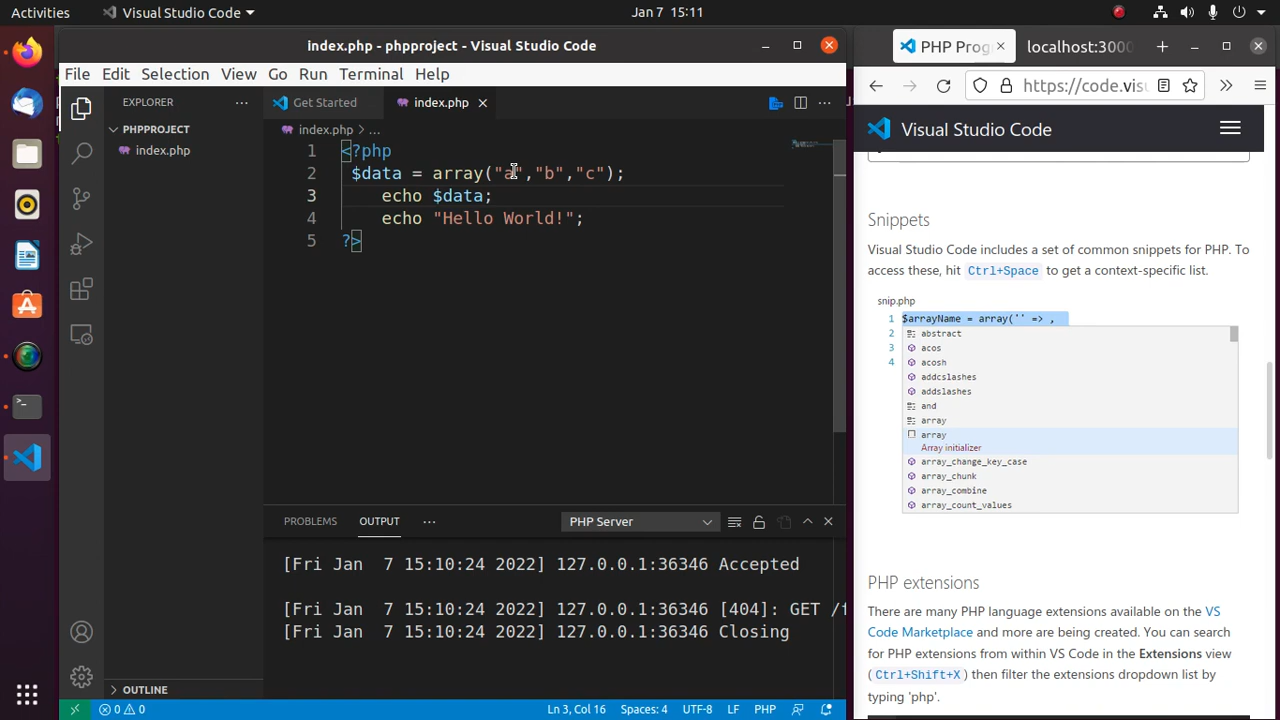 Activities
Visual Studio Code
Jan 7 15:11
index.php - phpproject - Visual Studio Code
File Edit Selection View Go Run Terminal Help
EXPLORER
PHPPROJECT
index.php
OUTLINE
Get Started
index.php
index.php > ...
1 <?php
2 $data = array("a","b","c");
3 echo $data;
4 echo "Hello World!";
5 ?>
PROBLEMS OUTPUT ...
PHP Server
[Fri Jan 7 15:10:24 2022] 127.0.0.1:36346 Accepted
[Fri Jan 7 15:10:24 2022] 127.0.0.1:36346 [404]: GET /f
[Fri Jan 7 15:10:24 2022] 127.0.0.1:36346 Closing
0 0
Ln 3, Col 16 Spaces: 4 UTF-8 LF PHP
PHP Prog
localhost:3000
https://code.visu
Visual Studio Code
Snippets
Visual Studio Code includes a set of common snippets for PHP. To
access these, hit Ctrl+Space to get a context-specific list.
snip.php
1 $arrayName = array('' => ,
2 abstract
acos
3
acosh
4
addcslashes
addslashes
and
array
array
Array initializer
array_change_key_case
array_chunk
array_combine
array_count_values
PHP extensions
There are many PHP language extensions available on the VS
Code Marketplace and more are being created. You can search
for PHP extensions from within VS Code in the Extensions view
(Ctrl+Shift+X) then filter the extensions dropdown list by
typing 'php'.